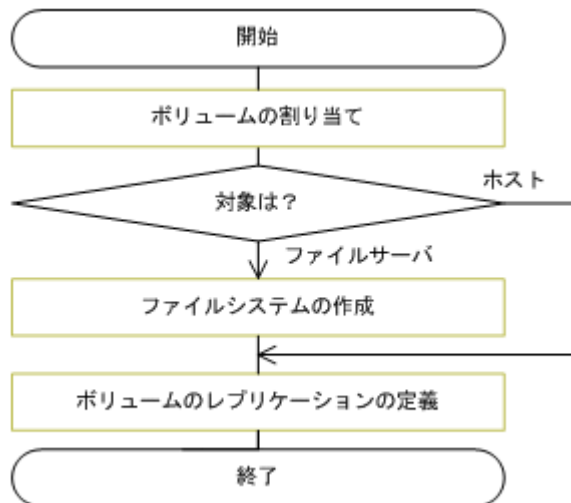 開始
ボリュームの割り当て
対象は？
ホスト
ファイルサーバ
ファイルシステムの作成
ボリュームのレプリケーションの定義
終了